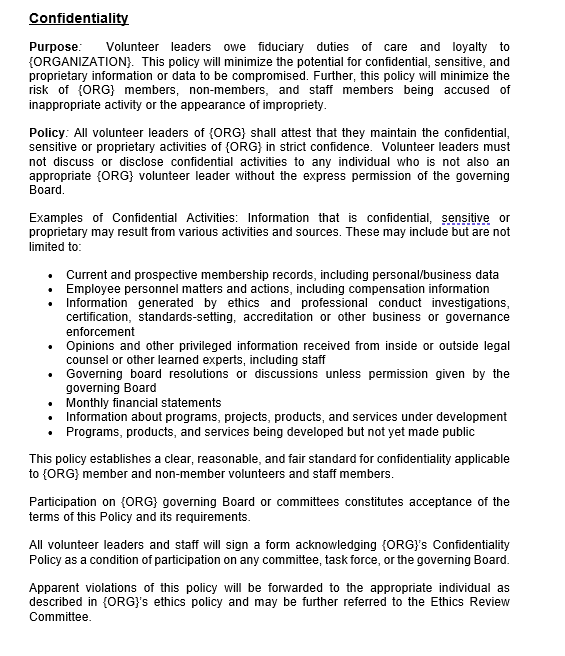 Confidentiality
Purpose: Volunteer leaders owe fiduciary duties of care and loyalty to
{ORGANIZATION}. This policy will minimize the potential for confidential, sensitive, and
proprietary information or data to be compromised. Further, this policy will minimize the
risk of {ORG} members, non-members, and staff members being accused of
inappropriate activity or the appearance of impropriety.
Policy: All volunteer leaders of {ORG} shall attest that they maintain the confidential,
sensitive or proprietary activities of {ORG} in strict confidence. Volunteer leaders must
not discuss or disclose confidential activities to any individual who is not also an
appropriate {ORG} volunteer leader without the express permission of the governing
Board.
Examples of Confidential Activities: Information that is confidential, sensitive or
proprietary may result from various activities and sources. These may include but are not
limited to:
• Current and prospective membership records, including personal/business data
• Employee personnel matters and actions, including compensation information
• Information generated by ethics and professional conduct investigations,
certification, standards-setting, accreditation or other business or governance
enforcement
• Opinions and other privileged information received from inside or outside legal
counsel or other learned experts, including staff
• Governing board resolutions or discussions unless permission given by the
governing Board
• Monthly financial statements
• Information about programs, projects, products, and services under development
• Programs, products, and services being developed but not yet made public
This policy establishes a clear, reasonable, and fair standard for confidentiality applicable
to {ORG} member and non-member volunteers and staff members.
Participation on {ORG} governing Board or committees constitutes acceptance of the
terms of this Policy and its requirements.
All volunteer leaders and staff will sign a form acknowledging {ORG}'s Confidentiality
Policy as a condition of participation on any committee, task force, or the governing Board.
Apparent violations of this policy will be forwarded to the appropriate individual as
described in {ORG}'s ethics policy and may be further referred to the Ethics Review
Committee.